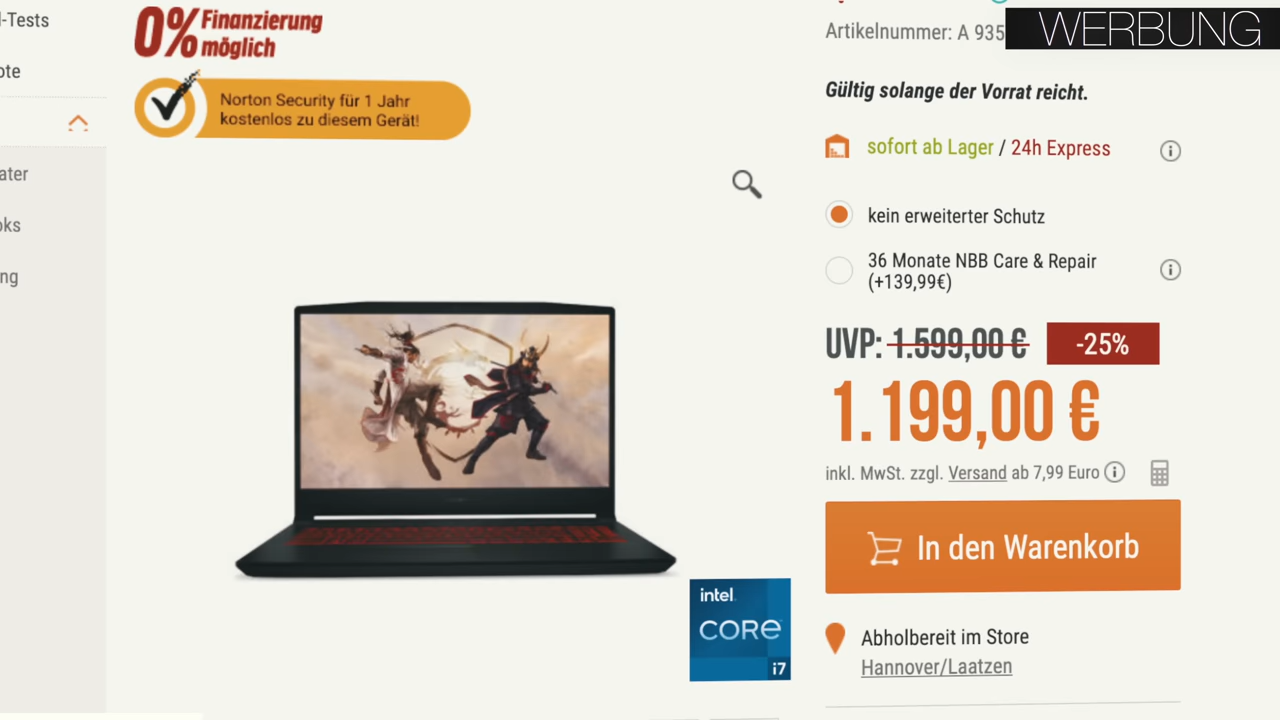 l-Tests
ote
ater
oks
ng
0% Finanzierung
möglich
Norton Security für 1 Jahr
kostenlos zu diesem Gerät!
intel
CORE
i7
Artikelnummer: A 935
WERBUNG
Gültig solange der Vorrat reicht.
sofort ab Lager / 24h Express
kein erweiterter Schutz
36 Monate NBB Care & Repair
(+139,99€)
UVP: 1.599,00 € -25%
1.199,00 €
inkl. MwSt. zzgl. Versand ab 7,99 Euro
In den Warenkorb
Abholbereit im Store
Hannover/Laatzen